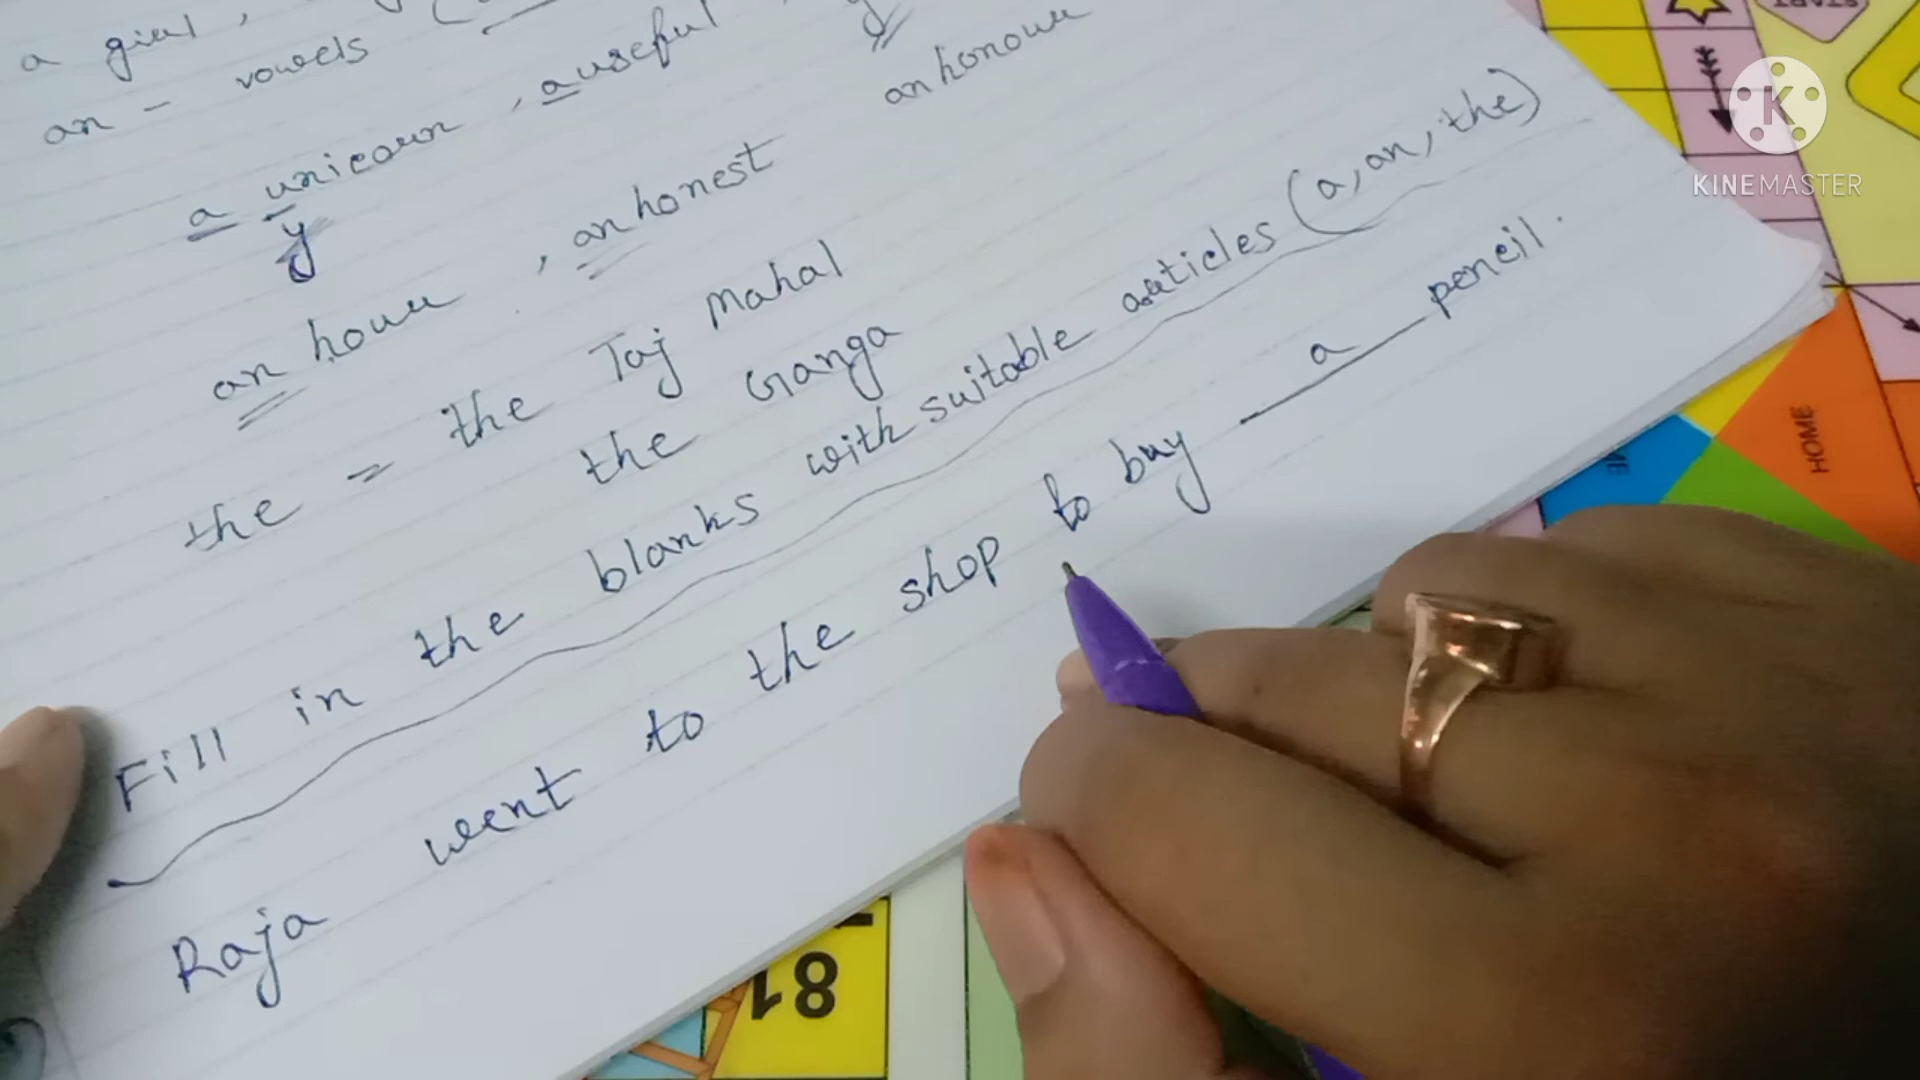 a girl,
an - vowels
a unicorn, a useful
y
an hour, an honest an honour
the = the Taj Mahal
the Ganga
Fill in the blanks with suitable articles (a, an, the)
Raja went to the shop to buy a pencil.
KINEMASTER
K
START
HOME
81